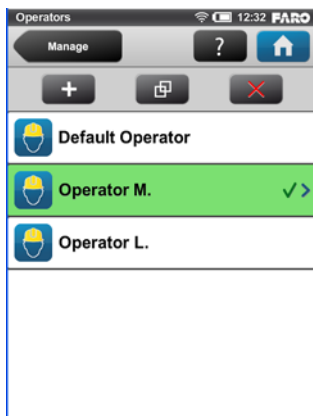 Operators 12:32 FARO
Manage ?
+
Default Operator
Operator M.
Operator L.